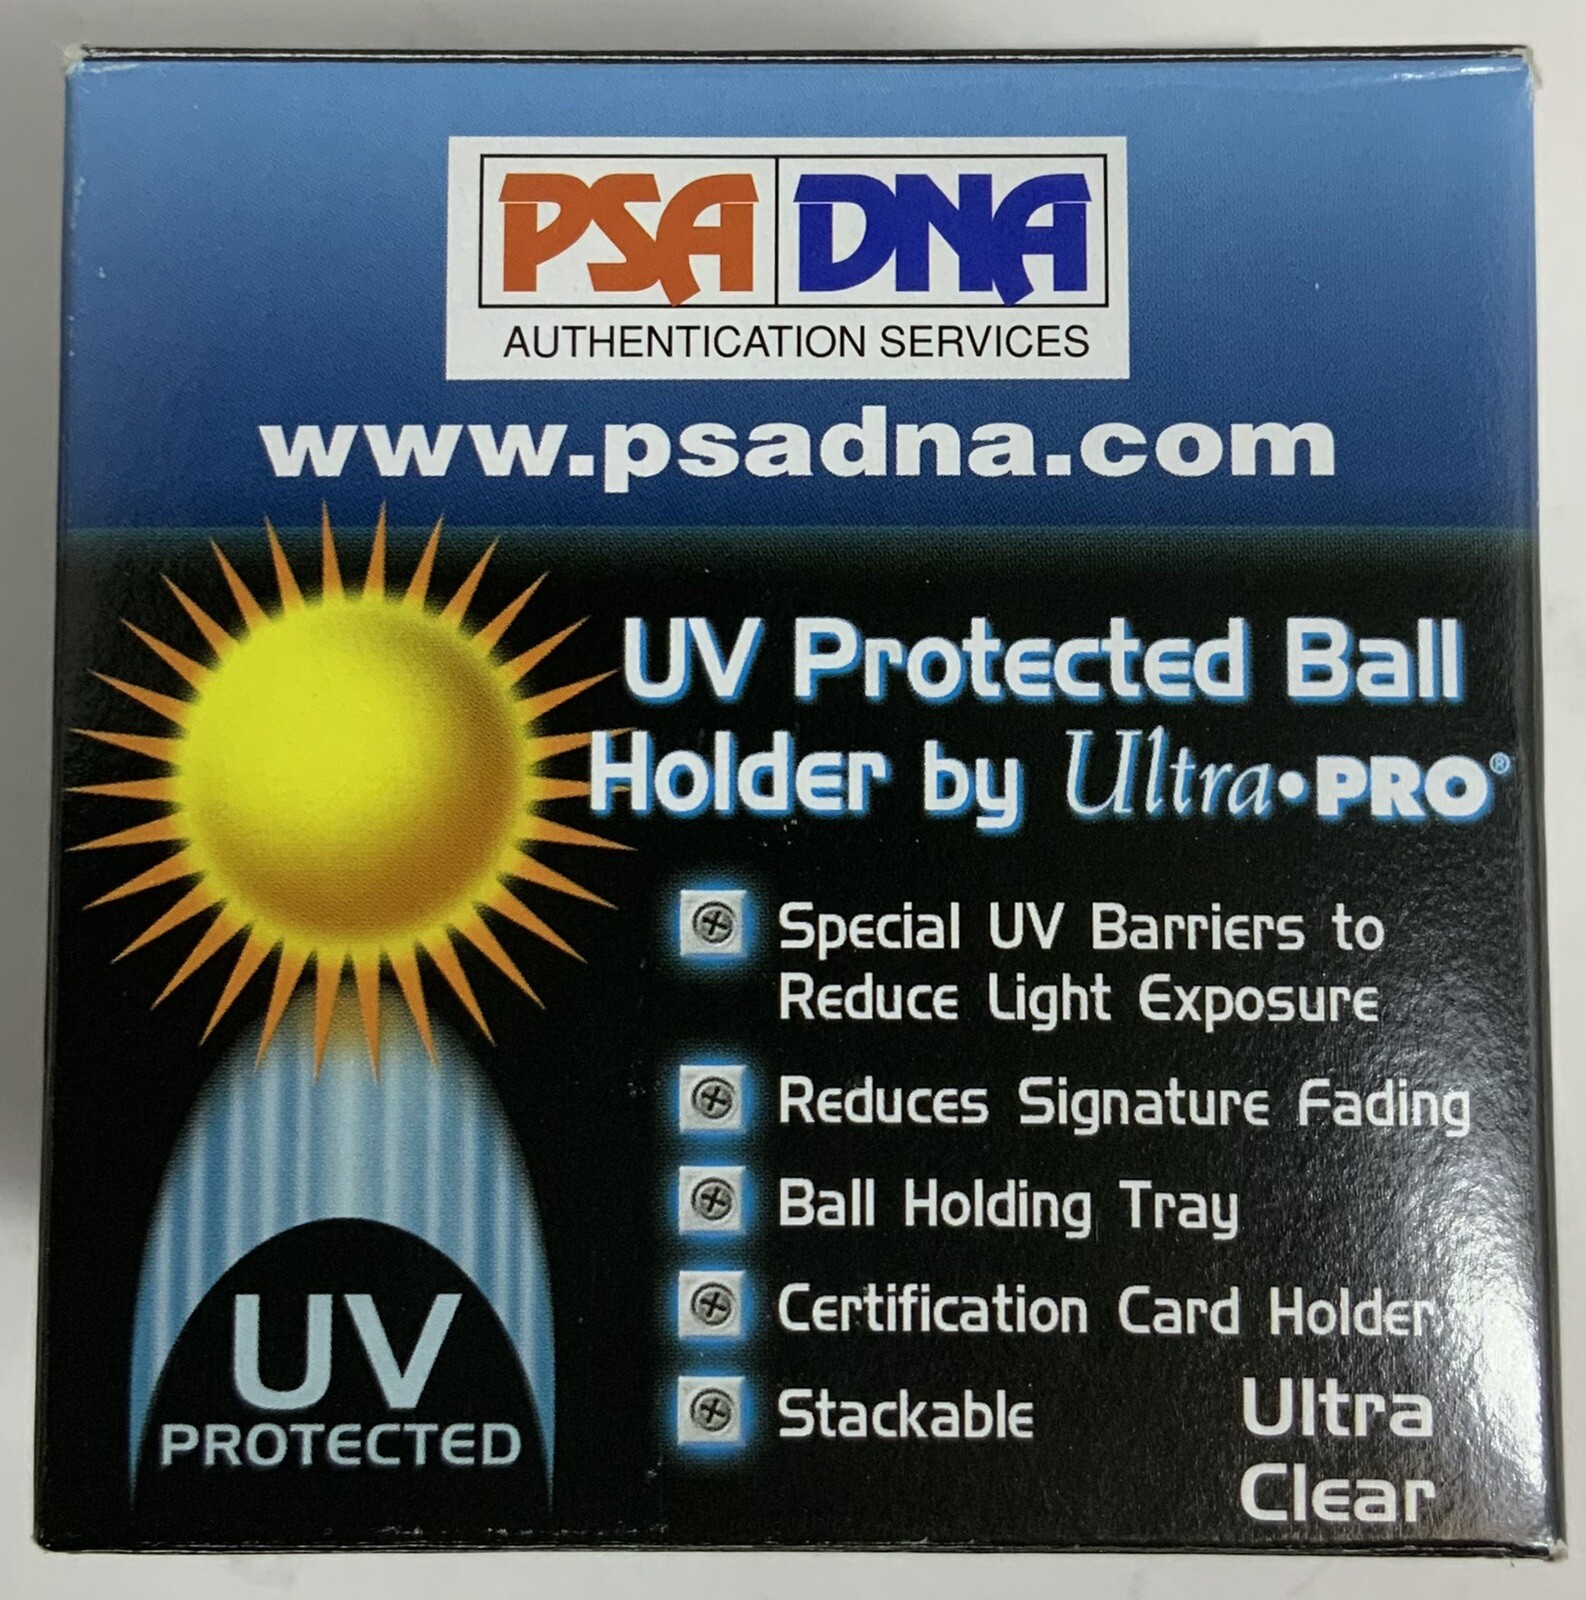 PSA DNA
AUTHENTICATION SERVICES
www.psadna.com
UV Protected Ball
Holder by Ultra•PRO®
Special UV Barriers to
Reduce Light Exposure
Reduces Signature Fading
Ball Holding Tray
Certification Card Holder
Stackable
Ultra
Clear
UV
PROTECTED